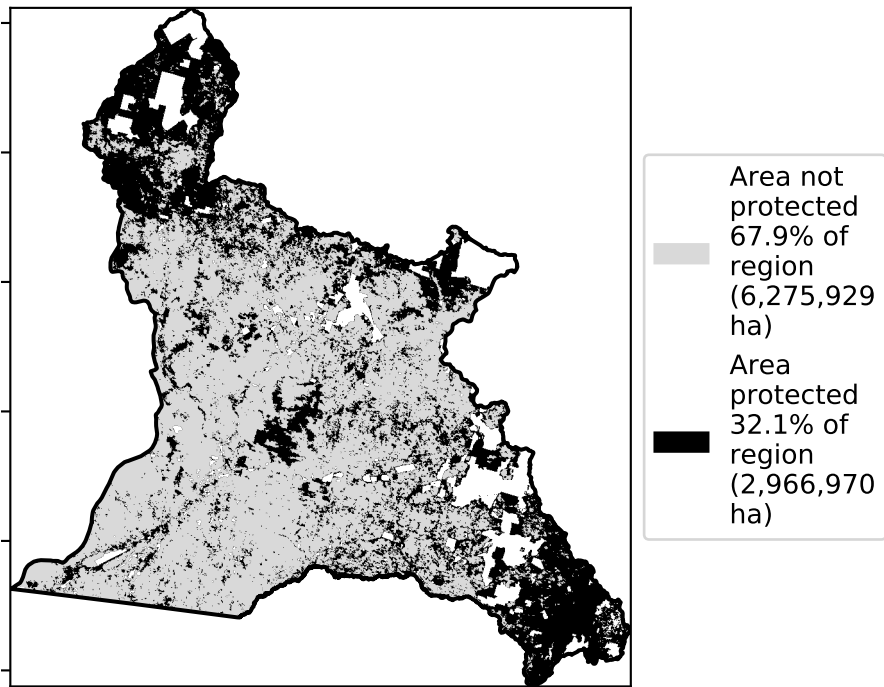 Area not
protected
67.9% of
region
(6,275,929
ha)
Area
protected
32.1% of
region
(2,966,970
ha)